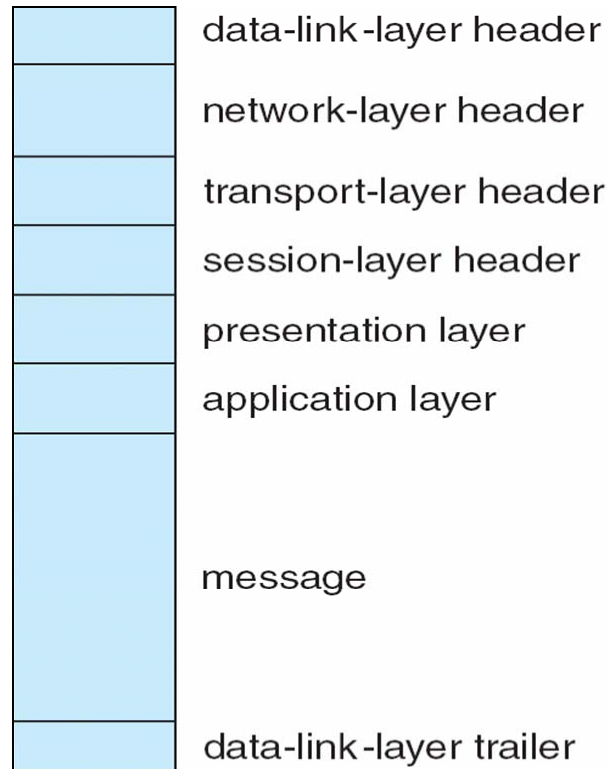 data-link-layer header
network-layer header
transport-layer header
session-layer header
presentation layer
application layer
message
data-link-layer trailer